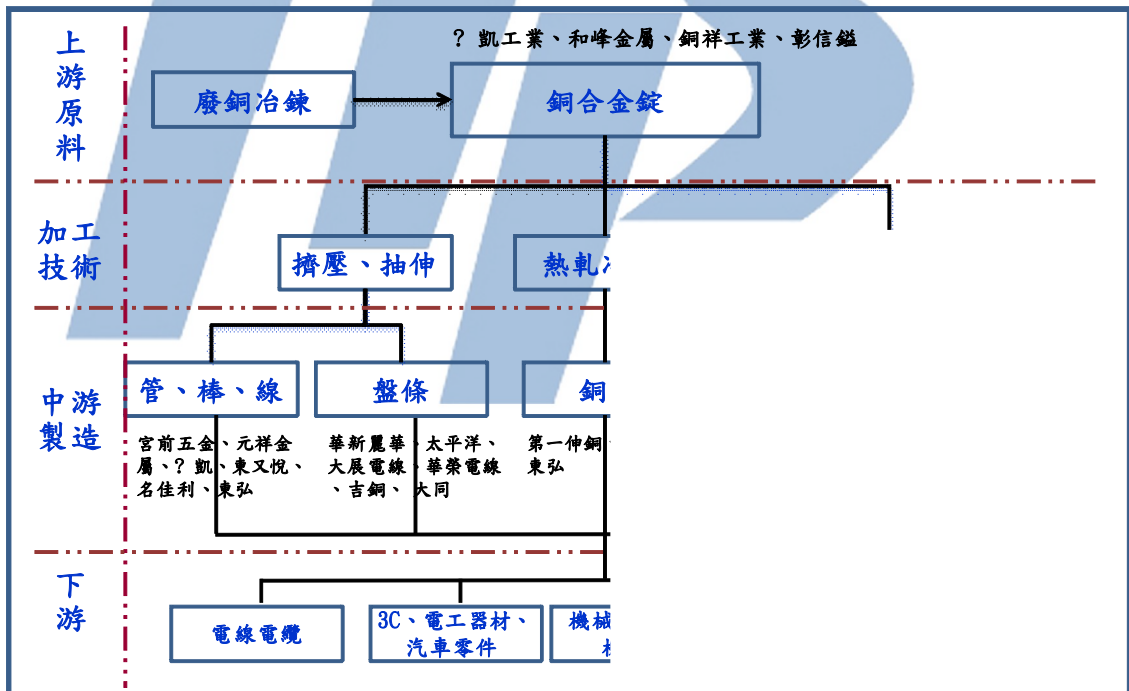 上
游
原
料
? 凱工業、和峰金屬、銅祥工業、彰信鎰
廢銅冶鍊
銅合金錠
加工
技術
擠壓、抽伸
熱軋
中游
製造
管、棒、線
盤條
銅
宮前五金、元祥金
屬、? 凱、東又悅、
名佳利、東弘
華新麗華、太平洋、
大展電線、華榮電線
、吉銅、 大同
第一伸銅
東弘
下
游
電線電纜
3C、電工器材、
汽車零件
機械